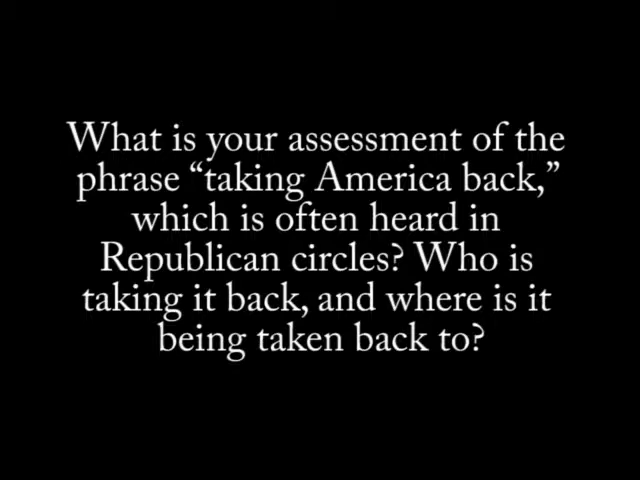 What is your assessment of the
phrase “taking America back,”
which is often heard in
Republican circles? Who is
taking it back, and where is it
being taken back to?